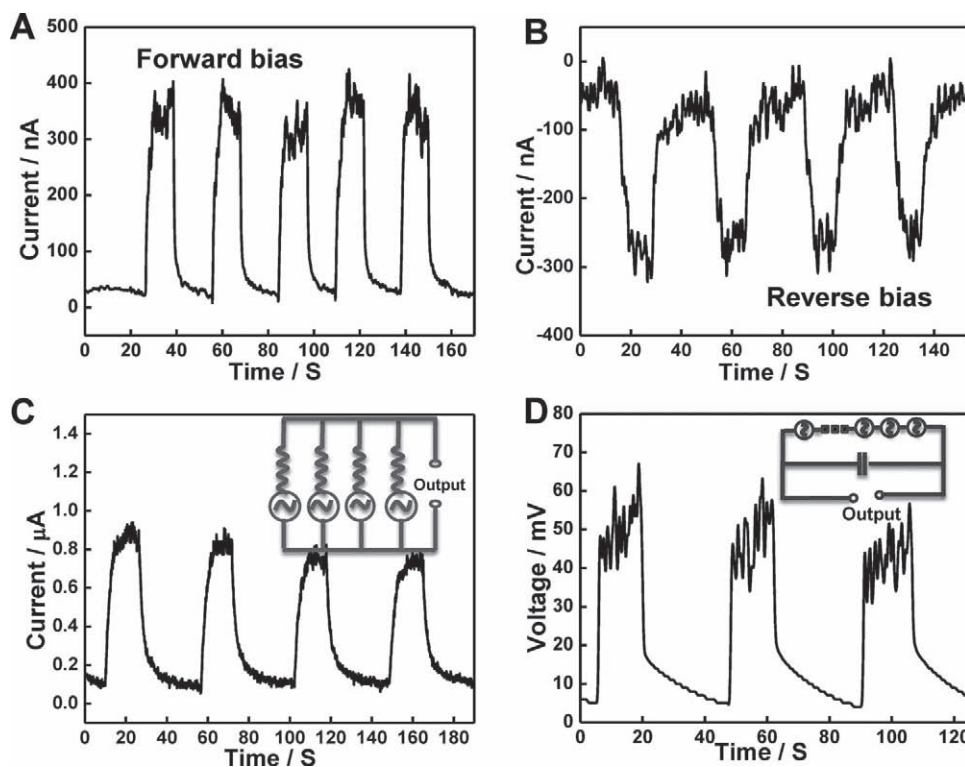 A
Forward bias
Current / nA
500
400
300
200
100
0
0 20 40 60 80 100 120 140 160
Time / S
B
Current / nA
0
-100
-200
-300
-400
Reverse bias
0 20 40 60 80 100 120 140
Time / S
C
Current / μA
1.4
1.2
1.0
0.8
0.6
0.4
0.2
0.0
Output
0 20 40 60 80 100 120 140 160 180
Time / S
D
Voltage / mV
80
70
60
50
40
30
20
10
0
Output
0 20 40 60 80 100 120
Time / S